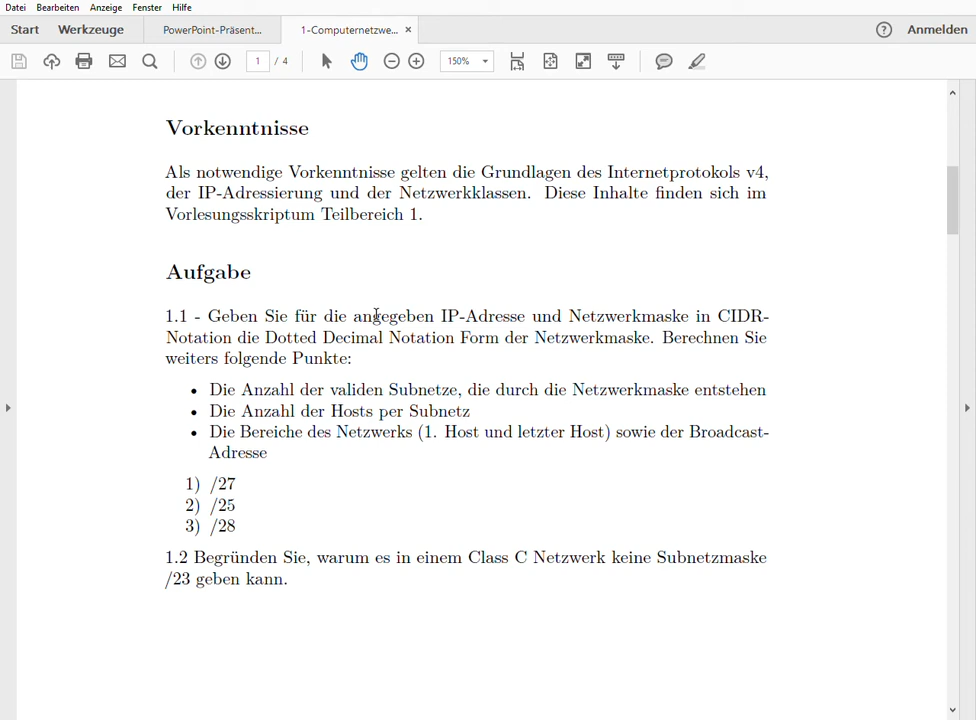 Datei Bearbeiten Anzeige Fenster Hilfe
Start Werkzeuge PowerPoint-Präsent... 1-Computernetzwe... × ? Anmelden
1 / 4 150%
Vorkenntnisse
Als notwendige Vorkenntnisse gelten die Grundlagen des Internetprotokols v4,
der IP-Adressierung und der Netzwerkklassen. Diese Inhalte finden sich im
Vorlesungsskriptum Teilbereich 1.
Aufgabe
1.1 - Geben Sie für die angegeben IP-Adresse und Netzwerkmaske in CIDR-
Notation die Dotted Decimal Notation Form der Netzwerkmaske. Berechnen Sie
weiters folgende Punkte:
• Die Anzahl der validen Subnetze, die durch die Netzwerkmaske entstehen
• Die Anzahl der Hosts per Subnetz
• Die Bereiche des Netzwerks (1. Host und letzter Host) sowie der Broadcast-
Adresse
1) /27
2) /25
3) /28
1.2 Begründen Sie, warum es in einem Class C Netzwerk keine Subnetzmaske
/23 geben kann.